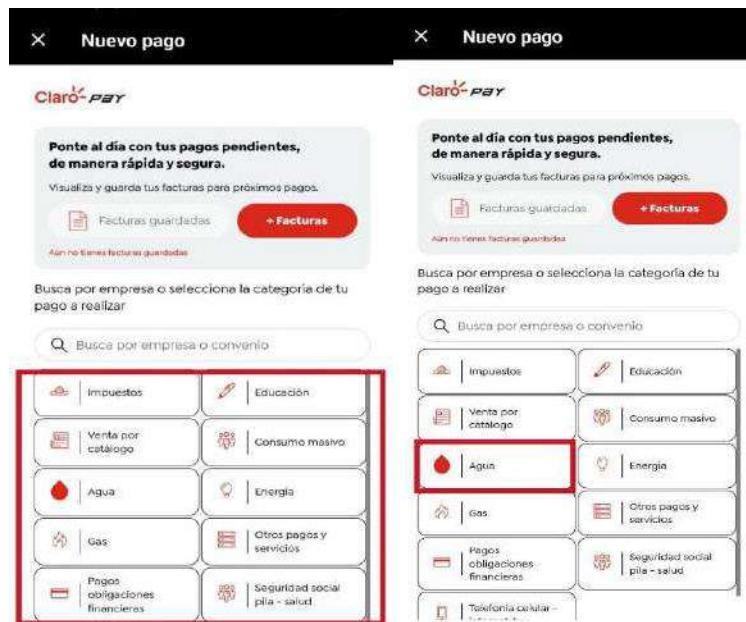 Nuevo pago
Claro-pay
Ponte al día con tus pagos pendientes,
de manera rápida y segura.
Visualiza y guarda tus facturas para próximos pagos.
Facturas guardadas
+ Facturas
Aún no tienes facturas guardadas
Busca por empresa o selecciona la categoría de tu
pago a realizar
Busca por empresa o convenio
Impuestos
Educación
Venta por
catálogo
Consumo masivo
Agua
Energía
Gas
Otros pagos y
servicios
Pagos
obligaciones
financieras
Seguridad social
pila - salud
Nuevo pago
Claro-pay
Ponte al día con tus pagos pendientes,
de manera rápida y segura.
Visualiza y guarda tus facturas para próximos pagos.
Facturas guardadas
+ Facturas
Aún no tienes facturas guardadas
Busca por empresa o selecciona la categoría de tu
pago a realizar
Busca por empresa o convenio
Impuestos
Educación
Venta por
catálogo
Consumo masivo
Agua
Energía
Gas
Otros pagos y
servicios
Pagos
obligaciones
financieras
Seguridad social
pila - salud
Telefonía celular -